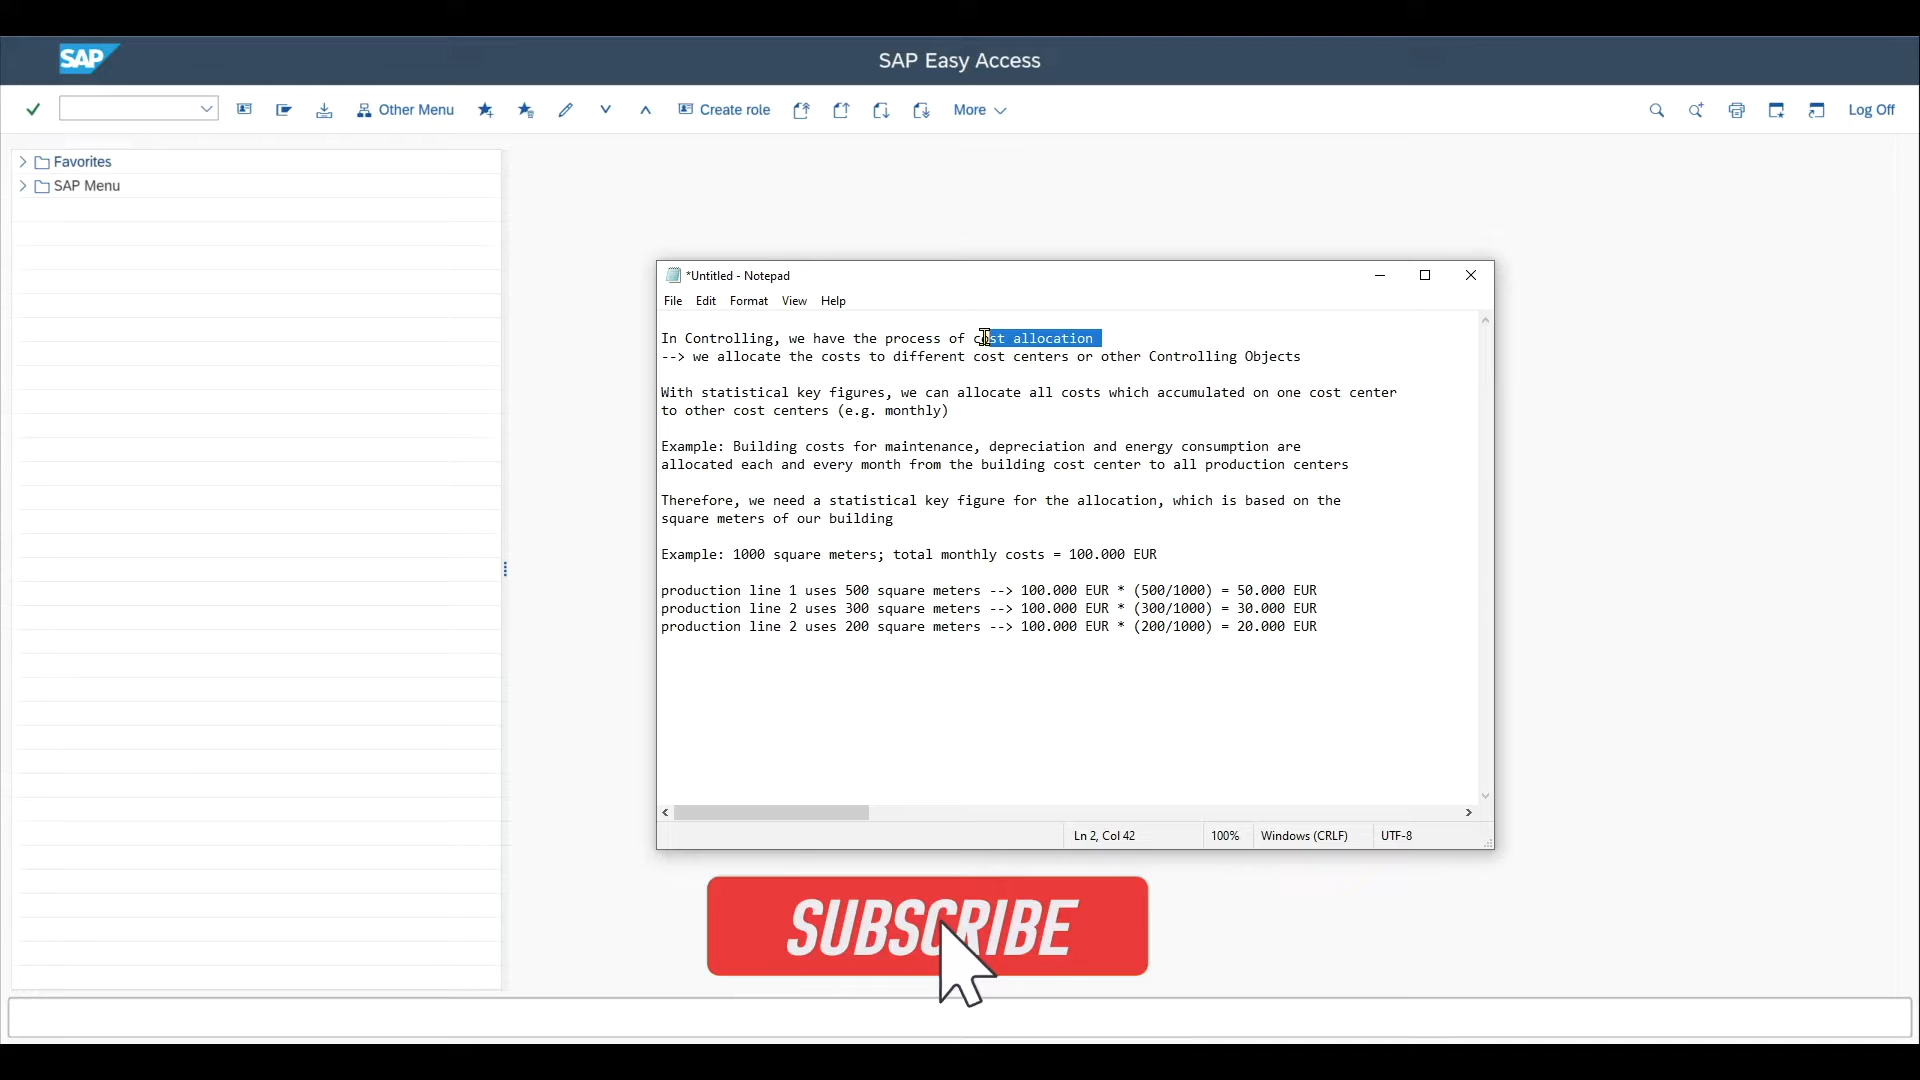 SAP
SAP Easy Access
Other Menu
Create role
More
Log Off
Favorites
SAP Menu
*Untitled - Notepad
File Edit Format View Help
In Controlling, we have the process of cost allocation
--> we allocate the costs to different cost centers or other Controlling Objects
With statistical key figures, we can allocate all costs which accumulated on one cost center
to other cost centers (e.g. monthly)
Example: Building costs for maintenance, depreciation and energy consumption are
allocated each and every month from the building cost center to all production centers
Therefore, we need a statistical key figure for the allocation, which is based on the
square meters of our building
Example: 1000 square meters; total monthly costs = 100.000 EUR
production line 1 uses 500 square meters --> 100.000 EUR * (500/1000) = 50.000 EUR
production line 2 uses 300 square meters --> 100.000 EUR * (300/1000) = 30.000 EUR
production line 2 uses 200 square meters --> 100.000 EUR * (200/1000) = 20.000 EUR
Ln 2, Col 42 100% Windows (CRLF) UTF-8
SUBSCRIBE